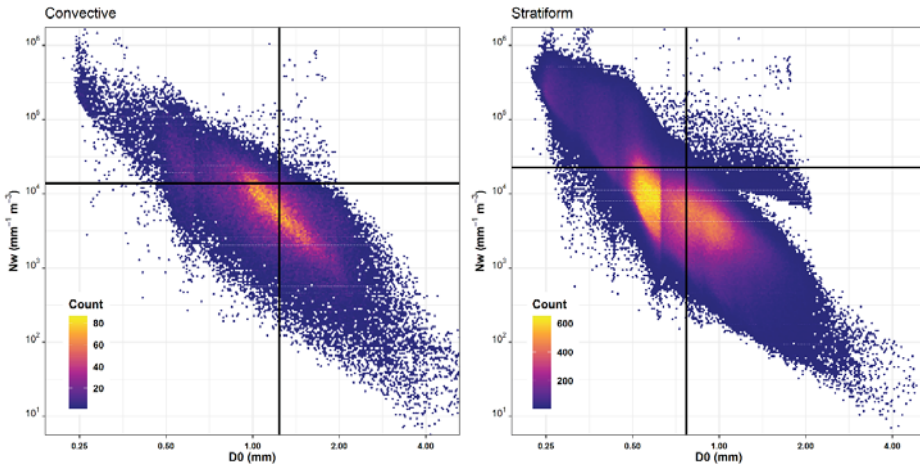 Convective
10⁶
10⁵
10⁴
10³
10²
10¹
Nw (mm⁻¹ m⁻³)
Count
80
60
40
20
0.25 0.50 1.00 2.00 4.00
D0 (mm)
Stratiform
10⁶
10⁵
10⁴
10³
10²
10¹
Nw (mm⁻¹ m⁻³)
Count
600
400
200
0.25 0.50 1.00 2.00 4.00
D0 (mm)